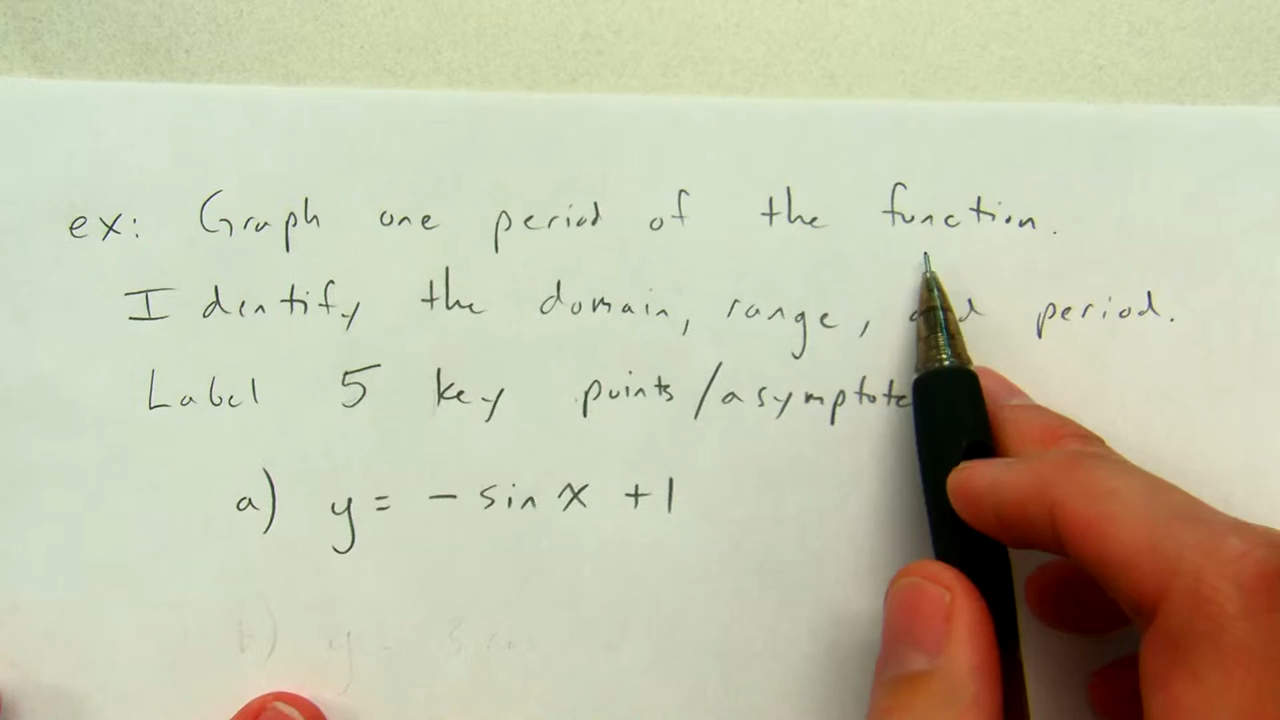 ex: Graph one period of the function.
Identify the domain, range, and period.
Label 5 key points/asymptote
a) y = - sin x + 1
b) y =